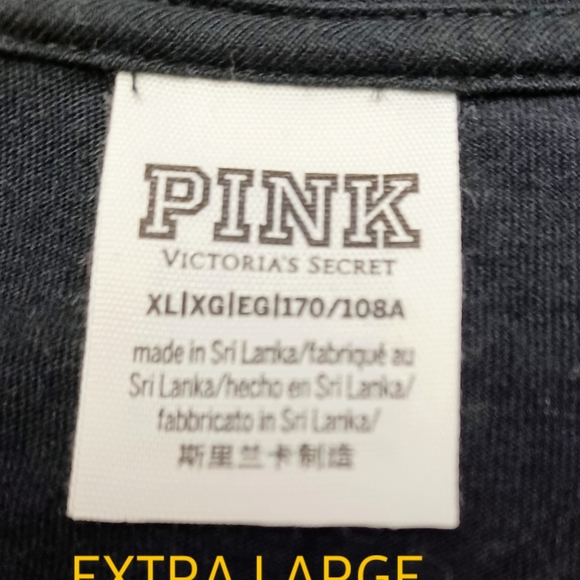 PINK
VICTORIA'S SECRET
XL|XG|EG|170/108A
made in Sri Lanka/fabriqué au
Sri Lanka/hecho en Sri Lanka/
fabbricato in Sri Lanka/
斯里兰卡制造
EXTRA LARGE